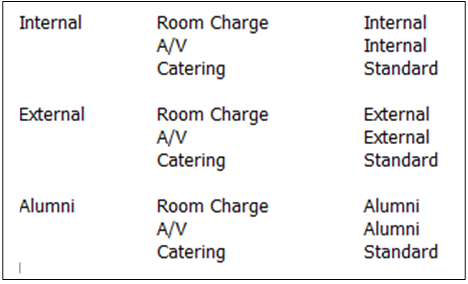 Internal Room Charge Internal
A/V Internal
Catering Standard
External Room Charge External
A/V External
Catering Standard
Alumni Room Charge Alumni
A/V Alumni
Catering Standard